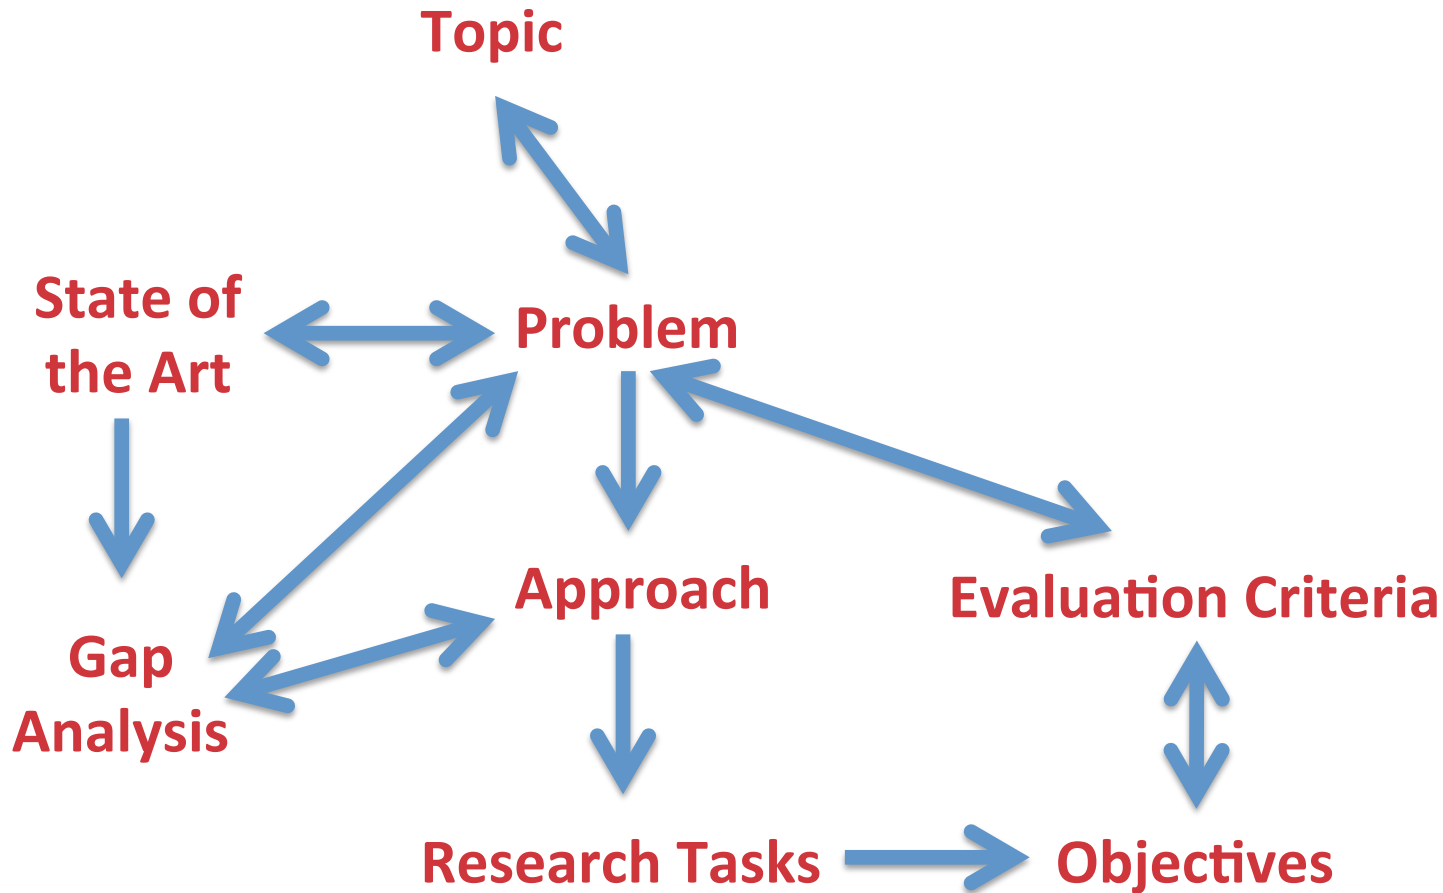 Topic
State of
the Art
Problem
Approach
Evaluation Criteria
Gap
Analysis
Research Tasks
Objectives